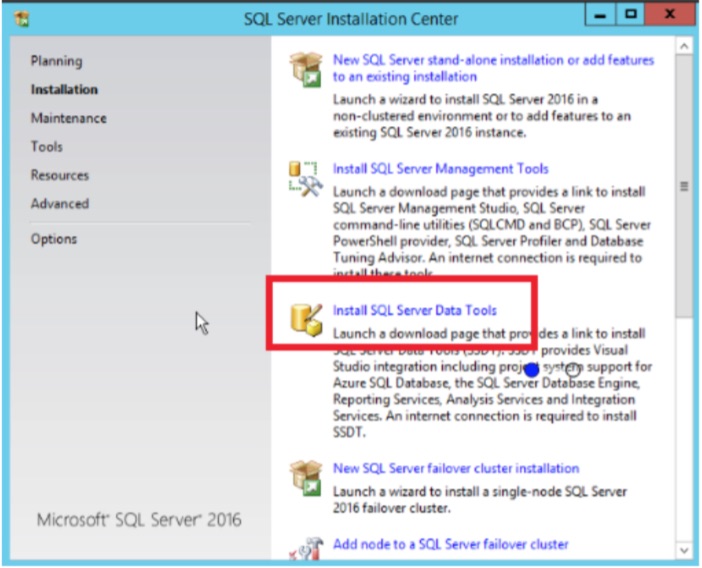 SQL Server Installation Center
Planning
Installation
Maintenance
Tools
Resources
Advanced
Options
Microsoft SQL Server 2016
New SQL Server stand-alone installation or add features
to an existing installation
Launch a wizard to install SQL Server 2016 in a
non-clustered environment or to add features to an
existing SQL Server 2016 instance.
Install SQL Server Management Tools
Launch a download page that provides a link to install
SQL Server Management Studio, SQL Server
command-line utilities (SQLCMD and BCP), SQL Server
PowerShell provider, SQL Server Profiler and Database
Tuning Advisor. An internet connection is required to
install these tools.
Install SQL Server Data Tools
Launch a download page that provides a link to install
SQL Server Data Tools (SSDT). SSDT provides Visual
Studio integration including project system support for
Azure SQL Database, the SQL Server Database Engine,
Reporting Services, Analysis Services and Integration
Services. An internet connection is required to install
SSDT.
New SQL Server failover cluster installation
Launch a wizard to install a single-node SQL Server
2016 failover cluster.
Add node to a SQL Server failover cluster